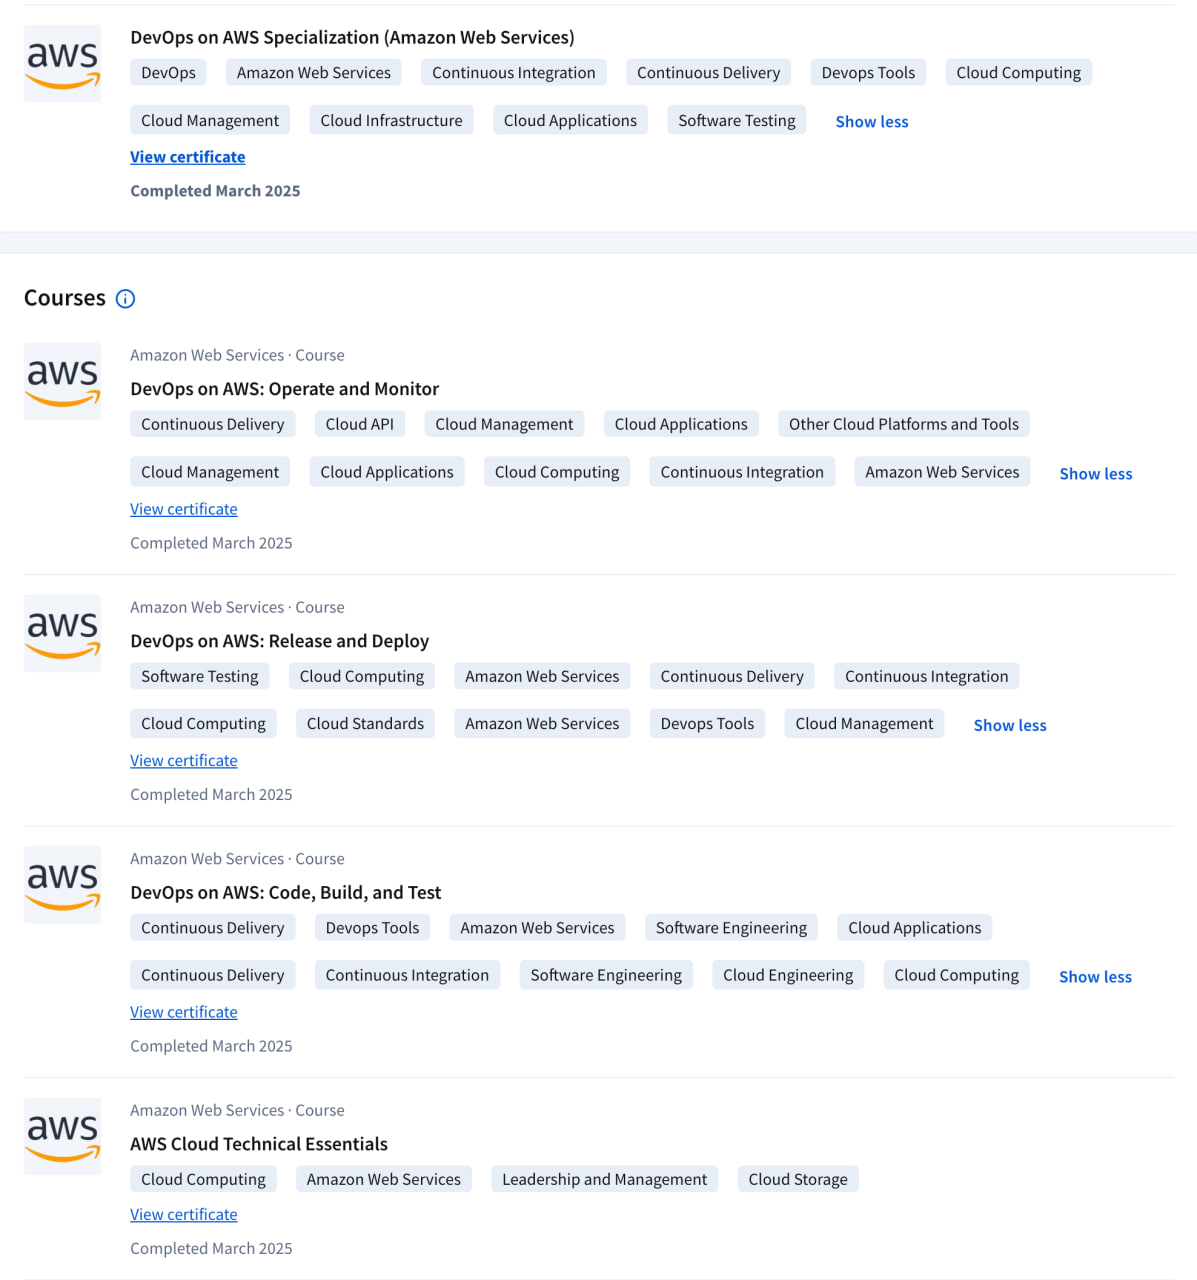 aws
DevOps on AWS Specialization (Amazon Web Services)
DevOps Amazon Web Services Continuous Integration Continuous Delivery Devops Tools Cloud Computing
Cloud Management Cloud Infrastructure Cloud Applications Software Testing Show less
View certificate
Completed March 2025
Courses
aws
Amazon Web Services · Course
DevOps on AWS: Operate and Monitor
Continuous Delivery Cloud API Cloud Management Cloud Applications Other Cloud Platforms and Tools
Cloud Management Cloud Applications Cloud Computing Continuous Integration Amazon Web Services Show less
View certificate
Completed March 2025
aws
Amazon Web Services · Course
DevOps on AWS: Release and Deploy
Software Testing Cloud Computing Amazon Web Services Continuous Delivery Continuous Integration
Cloud Computing Cloud Standards Amazon Web Services Devops Tools Cloud Management Show less
View certificate
Completed March 2025
aws
Amazon Web Services · Course
DevOps on AWS: Code, Build, and Test
Continuous Delivery Devops Tools Amazon Web Services Software Engineering Cloud Applications
Continuous Delivery Continuous Integration Software Engineering Cloud Engineering Cloud Computing Show less
View certificate
Completed March 2025
aws
Amazon Web Services · Course
AWS Cloud Technical Essentials
Cloud Computing Amazon Web Services Leadership and Management Cloud Storage
View certificate
Completed March 2025